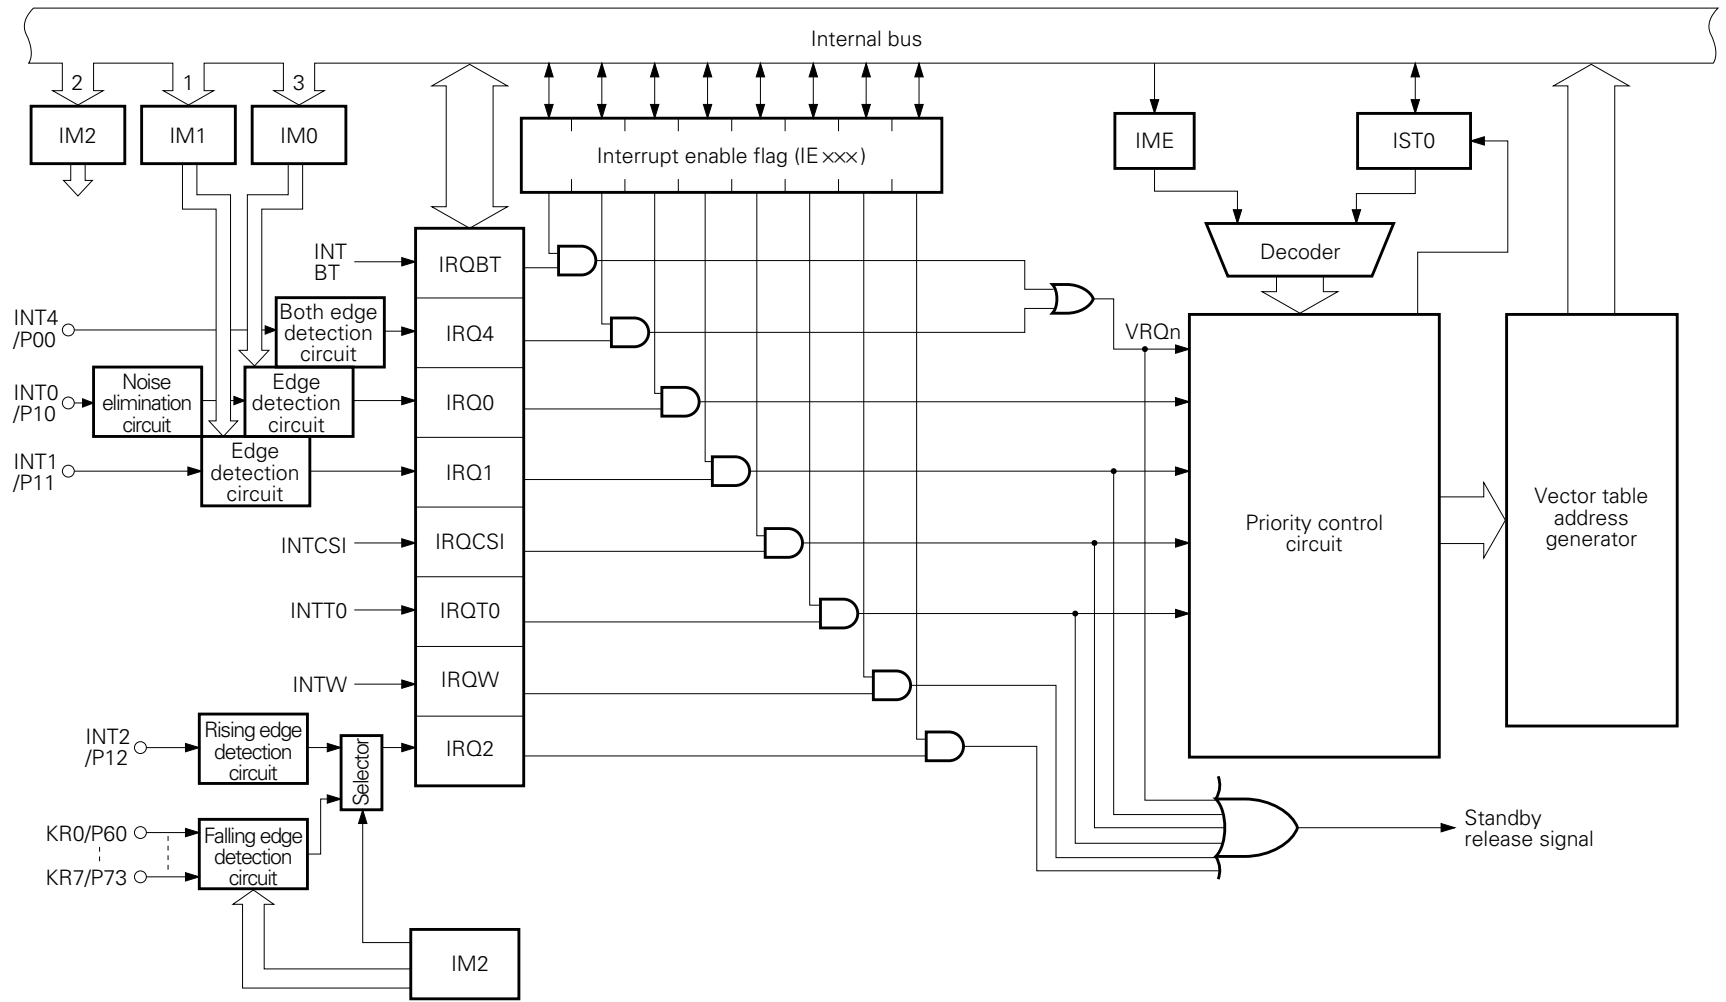 Internal bus
2
1
3
IM2
IM1
IM0
Interrupt enable flag (IE×××)
IME
IST0
Decoder
INT
BT
IRQBT
INT4
/P00
Both edge
detection
circuit
IRQ4
VRQn
INT0
/P10
Noise
elimination
circuit
Edge
detection
circuit
IRQ0
INT1
/P11
Edge
detection
circuit
IRQ1
INTCSI
IRQCSI
Priority control
circuit
Vector table
address
generator
INTT0
IRQT0
INTW
IRQW
INT2
/P12
Rising edge
detection
circuit
Selector
IRQ2
KR0/P60
KR7/P73
Falling edge
detection
circuit
Standby
release signal
IM2